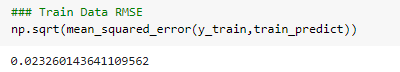 ### Train Data RMSE
np.sqrt(mean_squared_error(y_train,train_predict))
0.023260143641109562